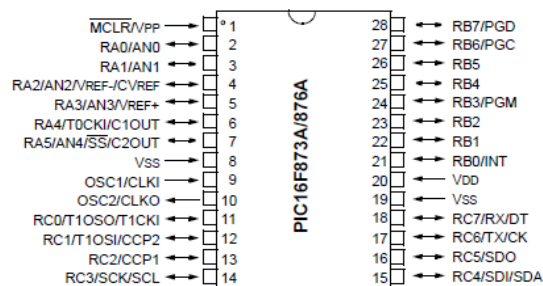 MCLR/VPP 1
RA0/AN0 2
RA1/AN1 3
RA2/AN2/VREF-/CVREF 4
RA3/AN3/VREF+ 5
RA4/T0CKI/C1OUT 6
RA5/AN4/SS/C2OUT 7
VSS 8
OSC1/CLKI 9
OSC2/CLKO 10
RC0/T1OSO/T1CKI 11
RC1/T1OSI/CCP2 12
RC2/CCP1 13
RC3/SCK/SCL 14
PIC16F873A/876A
28 RB7/PGD
27 RB6/PGC
26 RB5
25 RB4
24 RB3/PGM
23 RB2
22 RB1
21 RB0/INT
20 VDD
19 VSS
18 RC7/RX/DT
17 RC6/TX/CK
16 RC5/SDO
15 RC4/SDI/SDA